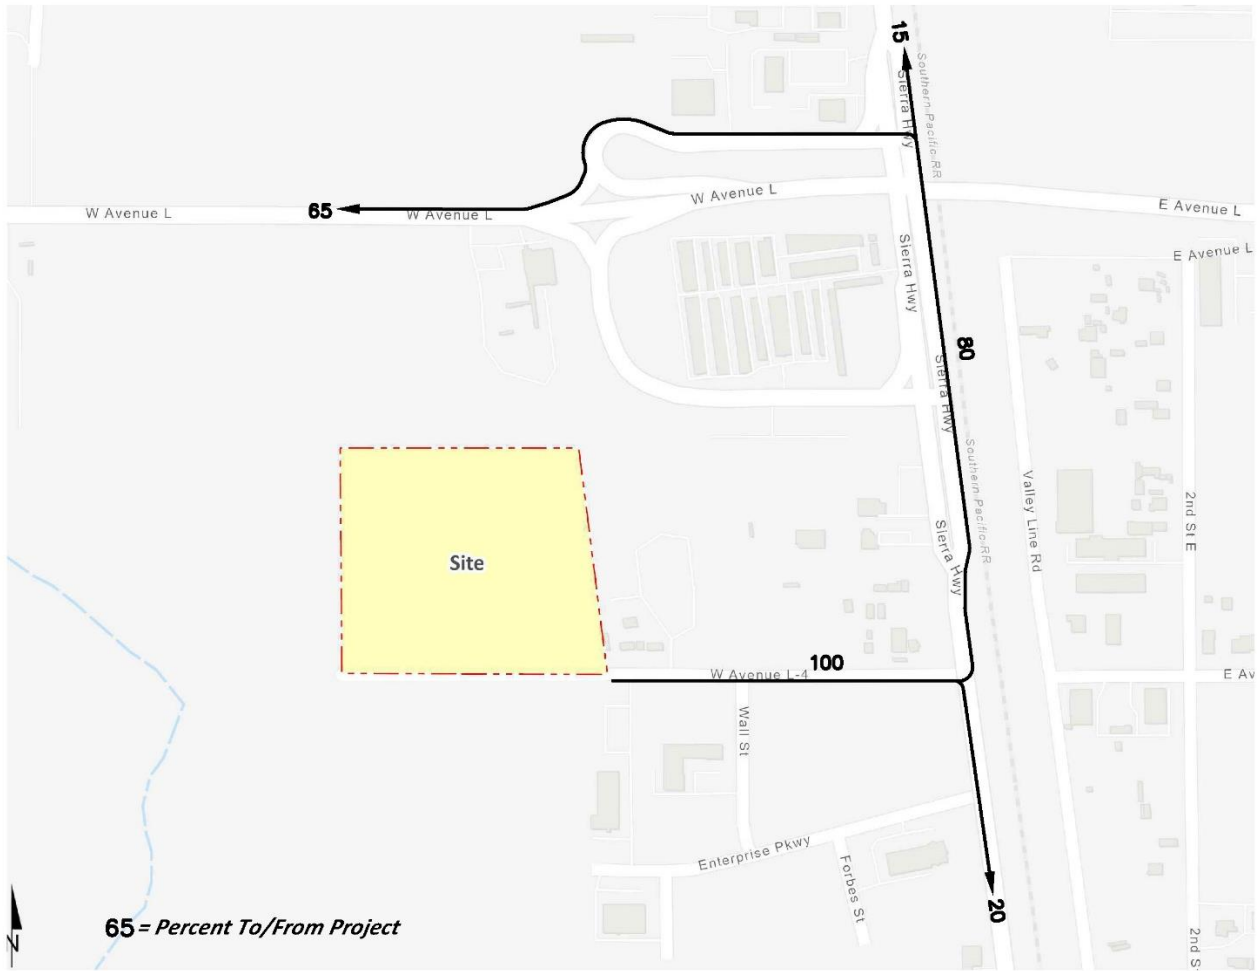 15
Southern Pacific RR
Sierra Hwy
W Avenue L
65
W Avenue L
W Avenue L
E Avenue L
E Avenue L
Sierra Hwy
80
Sierra Hwy
Southern Pacific RR
Valley Line Rd
2nd St E
Sierra Hwy
Site
100
W Avenue L-4
E Av
Wall St
Enterprise Pkwy
Forbes St
20
2nd S
65 = Percent To/From Project
N